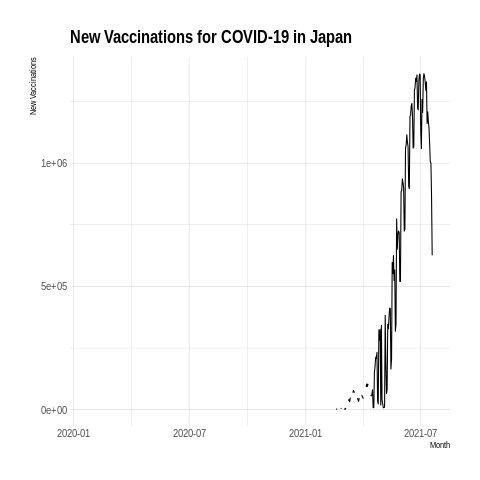 New Vaccinations for COVID-19 in Japan
New Vaccinations
1e+06
5e+05
0e+00
2020-01 2020-07 2021-01 2021-07
Month